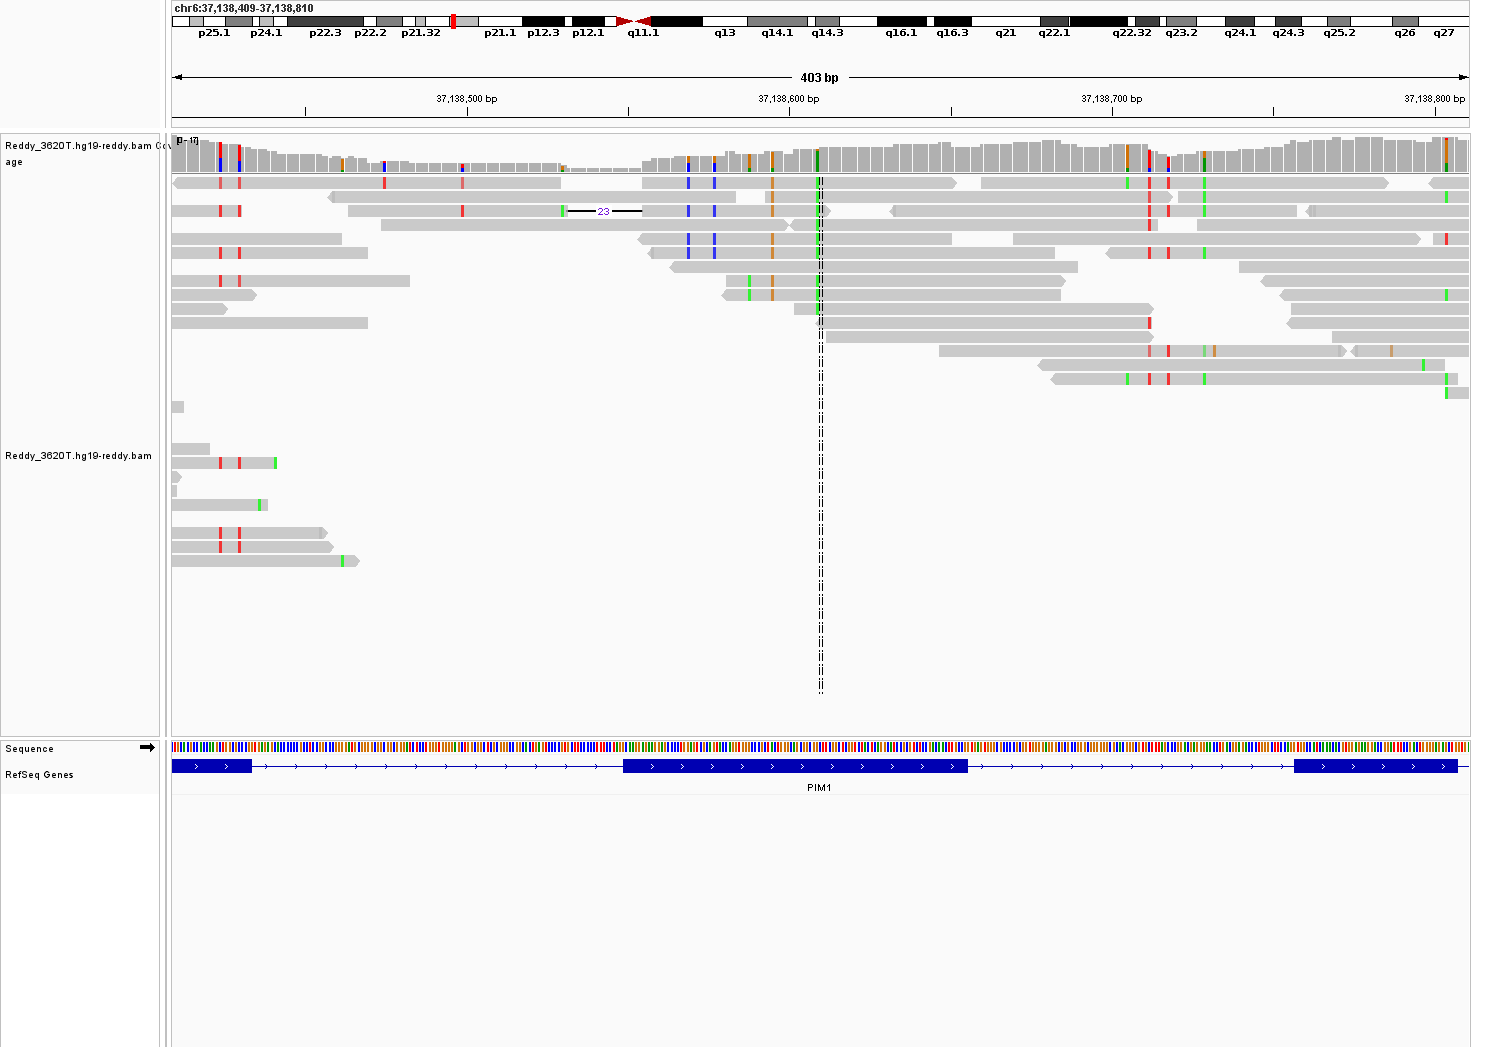 chr6:37,138,409-37,138,810
p25.1 p24.1 p22.3 p22.2 p21.32 p21.1 p12.3 p12.1 q11.1 q13 q14.1 q14.3 q16.1 q16.3 q21 q22.1 q22.32 q23.2 q24.1 q24.3 q25.2 q26 q27
403 bp
37,138,500 bp 37,138,600 bp 37,138,700 bp 37,138,800 bp
Reddy_3620T.hg19-reddy.bam Cov
age
[0 - 17]
23
Reddy_3620T.hg19-reddy.bam
Sequence
RefSeq Genes
PIM1